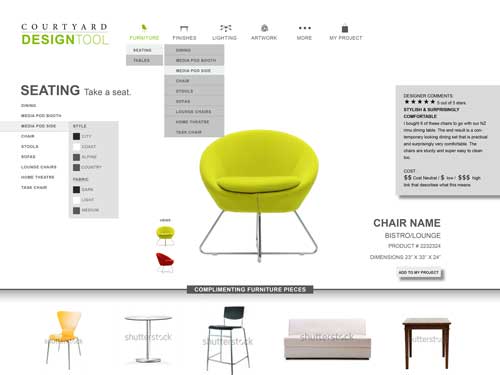 COURTYARD
DESIGNTOOL
FURNITURE
FINISHES
LIGHTING
ARTWORK
MORE
MY PROJECT
SEATING
TABLES
DINING
MEDIA POD BOOTH
MEDIA POD SIDE
CHAIR
STOOLS
SOFAS
LOUNGE CHAIRS
HOME THEATRE
TASK CHAIR
SEATING Take a seat.
DINING
MEDIA POD BOOTH
MEDIA POD SIDE
CHAIR
STOOLS
SOFAS
LOUNGE CHAIRS
HOME THEATRE
TASK CHAIR
STYLE
CITY
COAST
ALPINE
COUNTRY
FABRIC
DARK
LIGHT
MEDIUM
DESIGNER COMMENTS:
★★★★★ 5 out of 5 stars
STYLISH & SURPRISINGLY
COMFORTABLE
I bought 6 of these chairs to go with our NZ
rimu dining table. The end result is a con-
temporary looking dining set that is practical
and surprisingly very comfortable. The
chairs are sturdy and super easy to clean
too.
COST:
$$ Cost Neutral / $ low / $$$ high
link that describes what this means
VIEWS
CHAIR NAME
BISTRO/LOUNGE
PRODUCT # 2232324
DIMENSIONS 23" X 33" X 24"
ADD TO MY PROJECT
COMPLIMENTING FURNITURE PIECES
shutterstock
shutterstock
shutterstock
shutterstock
shutterstock